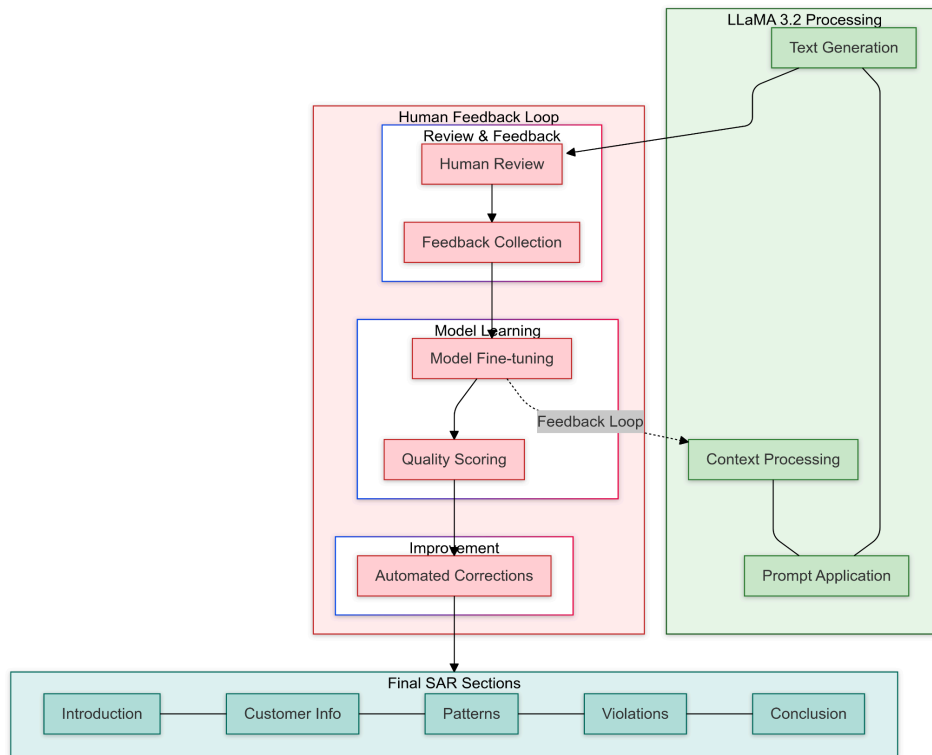 LLaMA 3.2 Processing
Text Generation
Human Feedback Loop
Review & Feedback
Human Review
Feedback Collection
Model Learning
Model Fine-tuning
Feedback Loop
Quality Scoring
Context Processing
Improvement
Automated Corrections
Prompt Application
Final SAR Sections
Introduction
Customer Info
Patterns
Violations
Conclusion